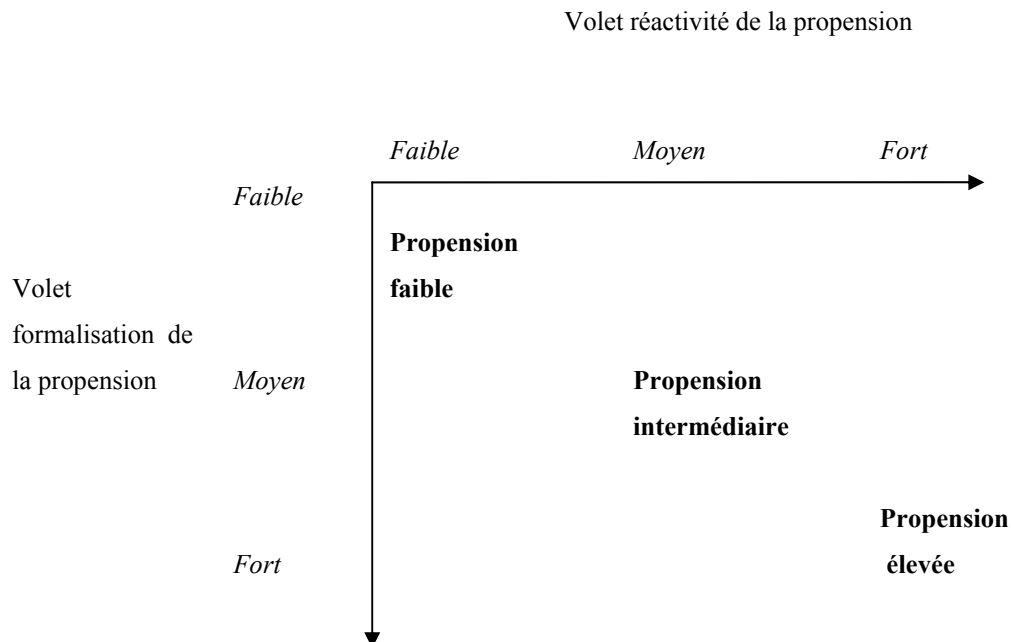 Volet réactivité de la propension
Faible Moyen Fort
Faible
Propension
faible
Volet
formalisation de
la propension
Moyen
Propension
intermédiaire
Propension
élevée
Fort